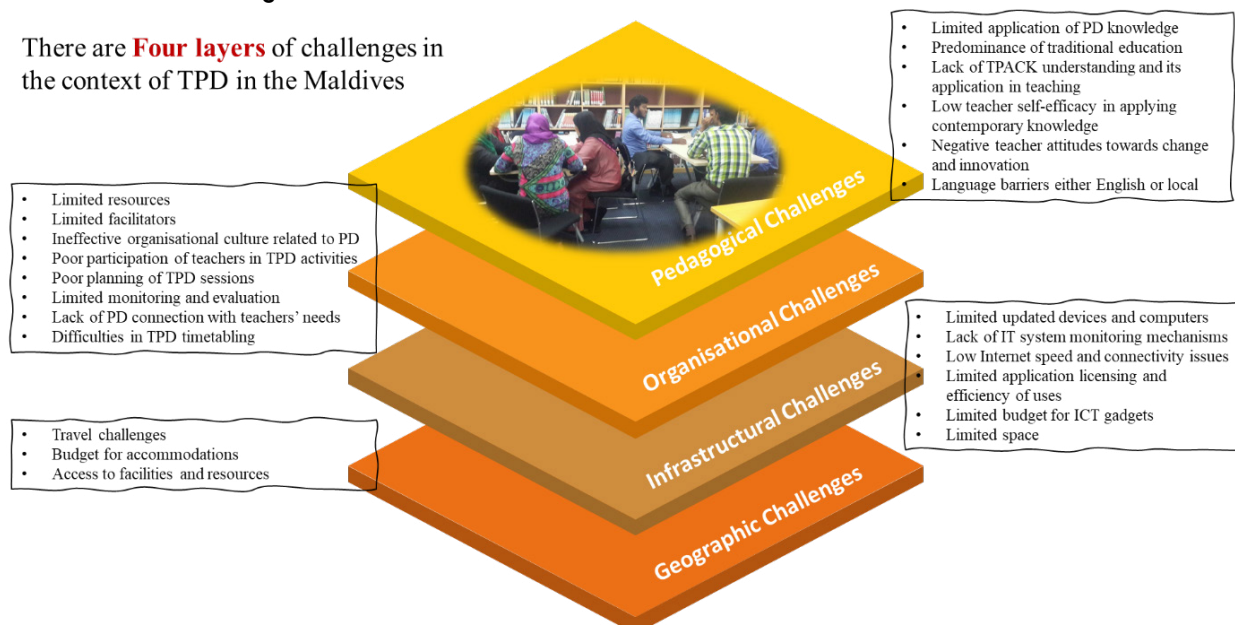 There are Four layers of challenges in
the context of TPD in the Maldives
• Limited application of PD knowledge
• Predominance of traditional education
• Lack of TPACK understanding and its
application in teaching
• Low teacher self-efficacy in applying
contemporary knowledge
• Negative teacher attitudes towards change
and innovation
• Language barriers either English or local
Pedagogical Challenges
• Limited resources
• Limited facilitators
• Ineffective organisational culture related to PD
• Poor participation of teachers in TPD activities
• Poor planning of TPD sessions
• Limited monitoring and evaluation
• Lack of PD connection with teachers’ needs
• Difficulties in TPD timetabling
Organisational Challenges
• Limited updated devices and computers
• Lack of IT system monitoring mechanisms
• Low Internet speed and connectivity issues
• Limited application licensing and
efficiency of uses
• Limited budget for ICT gadgets
• Limited space
Infrastructural Challenges
• Travel challenges
• Budget for accommodations
• Access to facilities and resources
Geographic Challenges